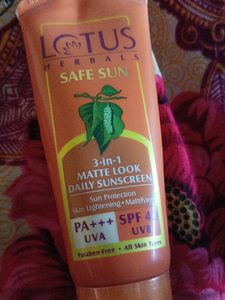 LOTUS
HERBALS
SAFE SUN
3-in-1
MATTE LOOK
DAILY SUNSCREEN
Sun Protection
Skin Lightening • Mattifying
PA+++ SPF 40
UVA UVB
Paraben-Free • All Skin Types